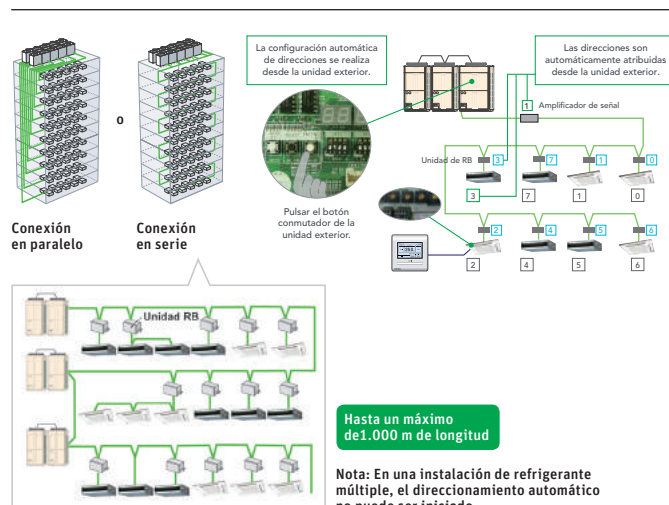 La configuración automática
de direcciones se realiza
desde la unidad exterior.
Las direcciones son
automáticamente atribuidas
desde la unidad exterior.
o
1
Amplificador de señal
Unidad de RB
3
7
1
0
3
7
1
0
Pulsar el botón
conmutador de la
unidad exterior.
2
4
5
6
2
4
5
6
Conexión
en paralelo
Conexión
en serie
Unidad RB
Hasta un máximo
de1.000 m de longitud
Nota: En una instalación de refrigerante
múltiple, el direccionamiento automático
no puede ser iniciado